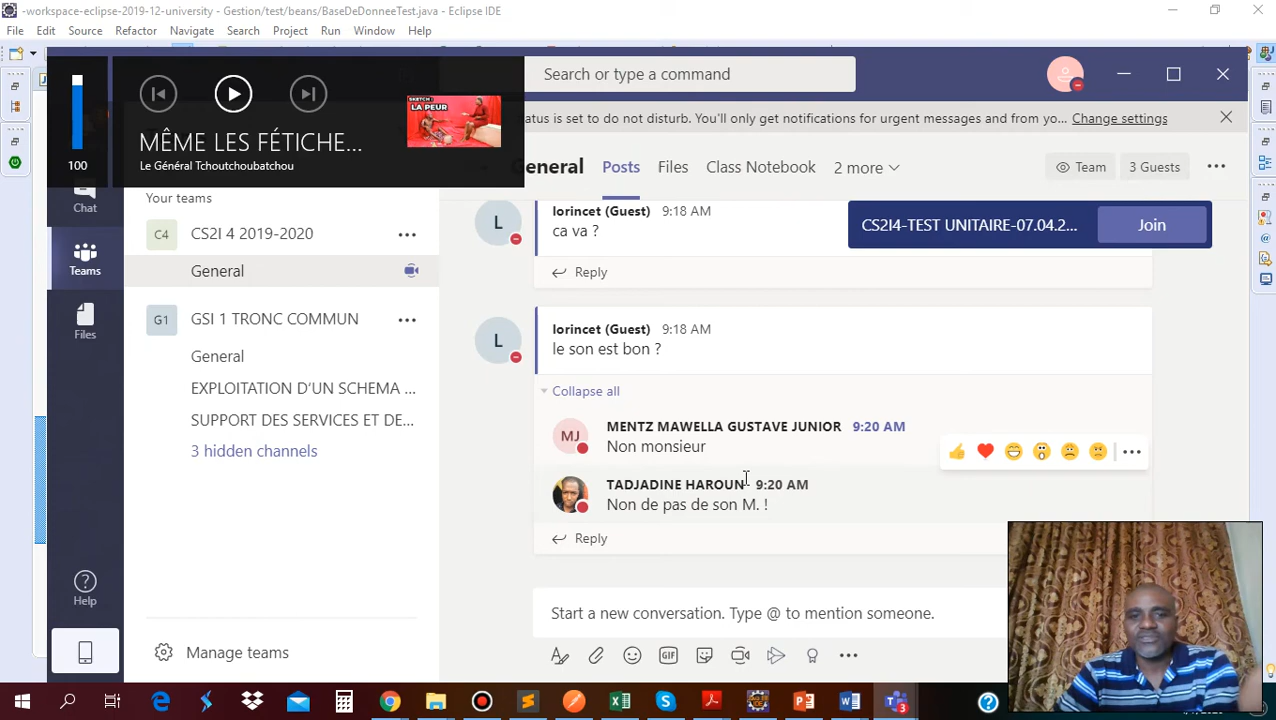 -workspace-eclipse-2019-12-university - Gestion/test/beans/BaseDeDonneeTest.java - Eclipse IDE
File Edit Source Refactor Navigate Search Project Run Window Help
Search or type a command
100
MÊME LES FÉTICHE...
Le Général Tchoutchoubatchou
SKETCH
LA PEUR
tatus is set to do not disturb. You'll only get notifications for urgent messages and from yo... Change settings
General Posts Files Class Notebook 2 more Team 3 Guests
Chat
Teams
Files
Help
Your teams
C4 CS2I 4 2019-2020 ...
General
G1 GSI 1 TRONC COMMUN ...
General
EXPLOITATION D'UN SCHEMA ...
SUPPORT DES SERVICES ET DE...
3 hidden channels
Manage teams
CS2I4-TEST UNITAIRE-07.04.2... Join
L lorincet (Guest) 9:18 AM
ca va ?
Reply
L lorincet (Guest) 9:18 AM
le son est bon ?
Collapse all
MJ MENTZ MAWELLA GUSTAVE JUNIOR 9:20 AM
Non monsieur
TADJADINE HAROUN 9:20 AM
Non de pas de son M. !
Reply
Start a new conversation. Type @ to mention someone.
GIF
3